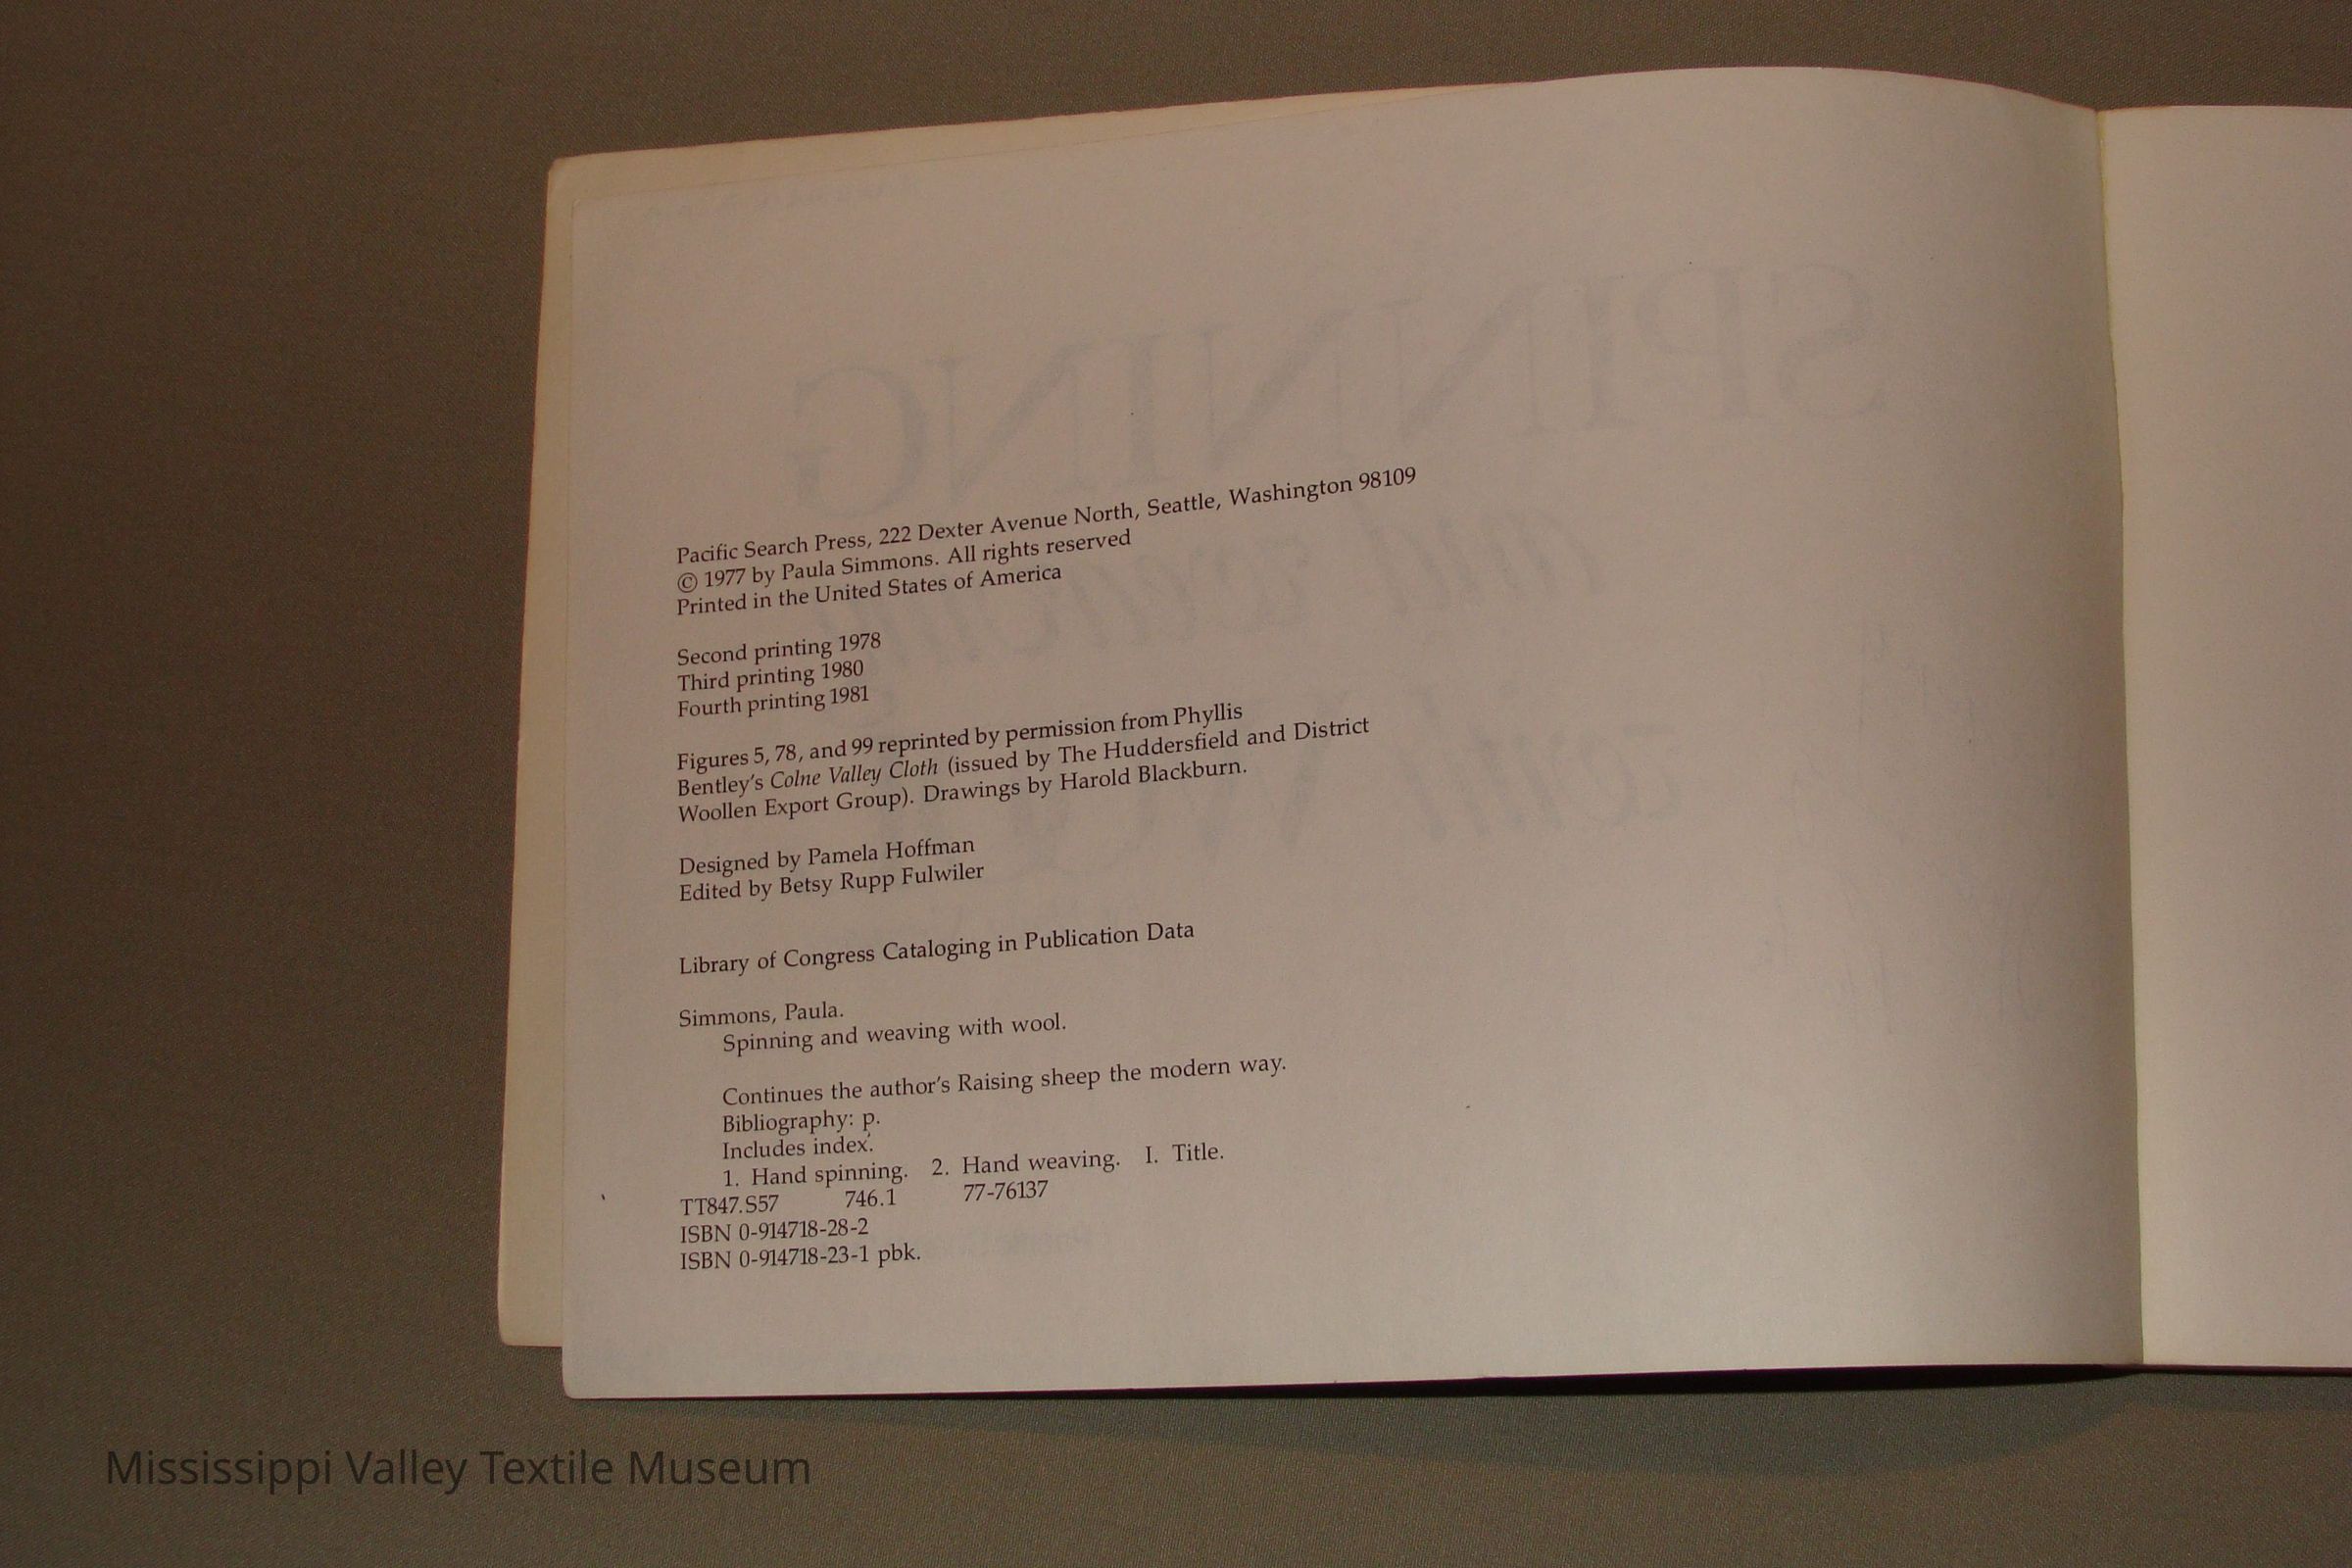 SPINNING
Pacific Search Press, 222 Dexter Avenue North, Seattle, Washington 98109
© 1977 by Paula Simmons. All rights reserved
Printed in the United States of America
Second printing 1978
Third printing 1980
Fourth printing 1981
Figures 5, 78, and 99 reprinted by permission from Phyllis
Bentley's Colne Valley Cloth (issued by The Huddersfield and District
Woollen Export Group). Drawings by Harold Blackburn.
Designed by Pamela Hoffman
Edited by Betsy Rupp Fulwiler
Library of Congress Cataloging in Publication Data
Simmons, Paula.
Spinning and weaving with wool.
Continues the author's Raising sheep the modern way.
Bibliography: p.
Includes index.
1. Hand spinning. 2. Hand weaving. I. Title.
TT847.S57 746.1 77-76137
ISBN 0-914718-28-2
ISBN 0-914718-23-1 pbk.
Mississippi Valley Textile Museum